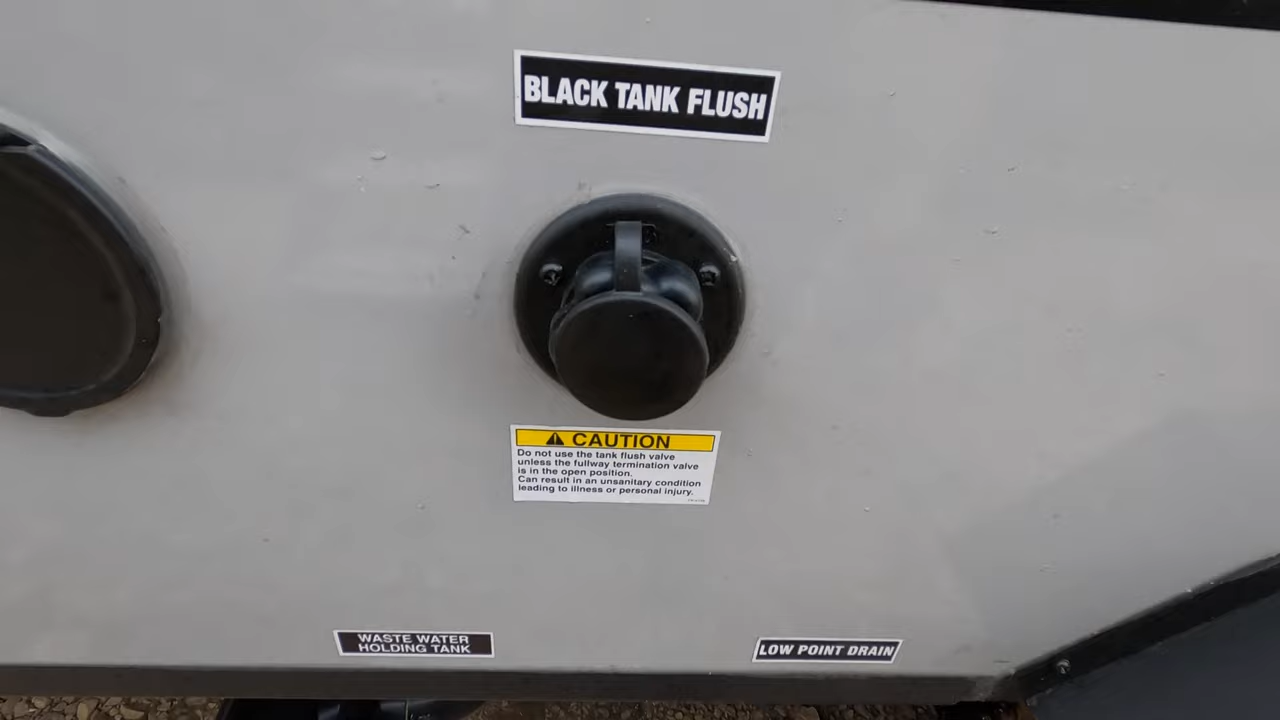 BLACK TANK FLUSH
CAUTION
Do not use the tank flush valve
unless the fullway termination valve
is in the open position.
Can result in an unsanitary condition
leading to illness or personal injury.
WASTE WATER
HOLDING TANK
LOW POINT DRAIN